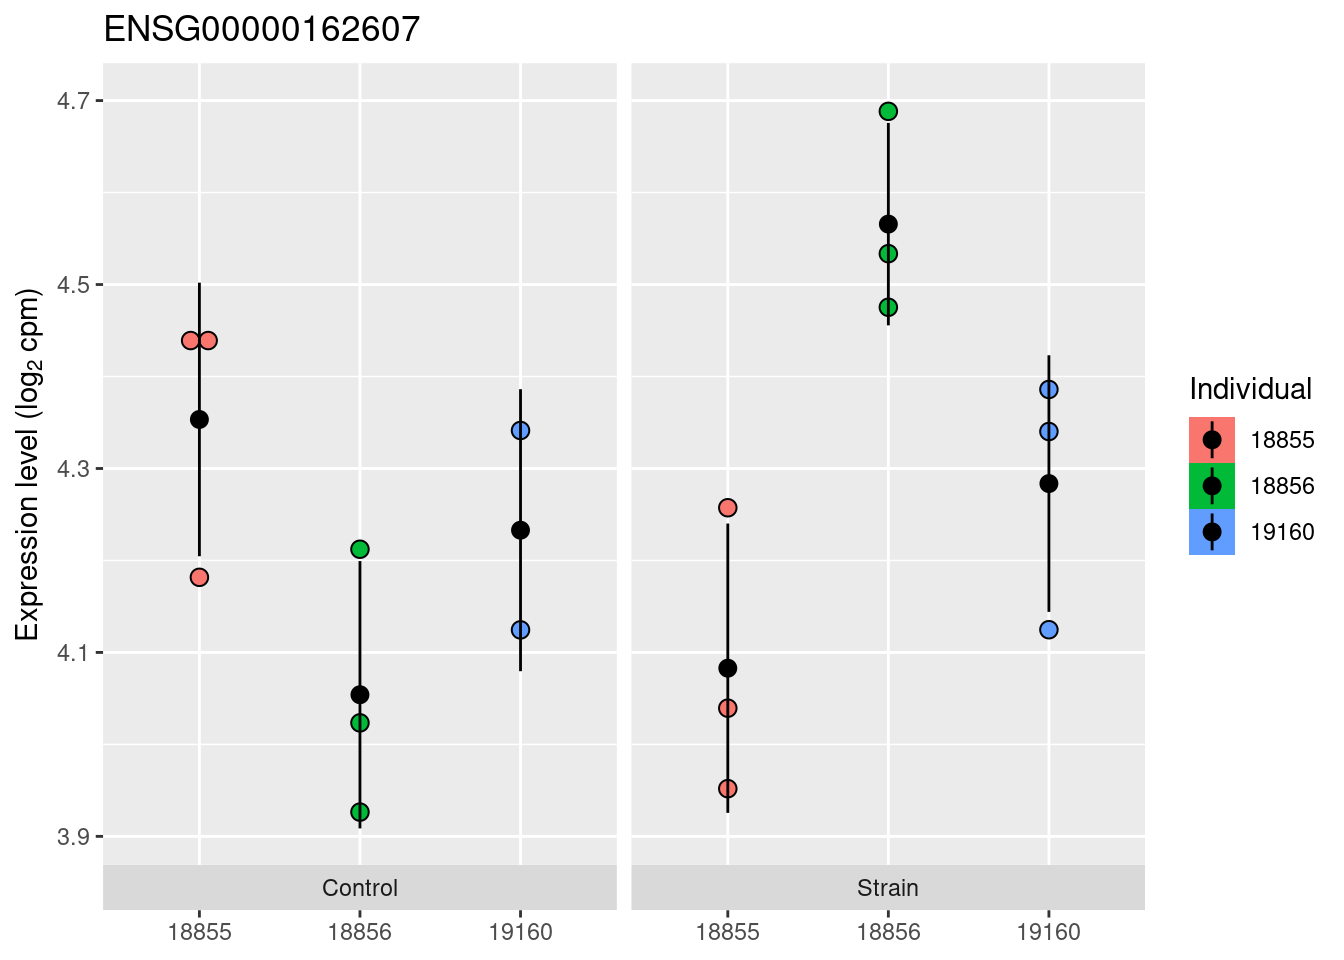 ENSG00000162607
Expression level (log2 cpm)
4.7
4.5
4.3
4.1
3.9
Control
Strain
18855
18856
19160
18855
18856
19160
Individual
18855
18856
19160